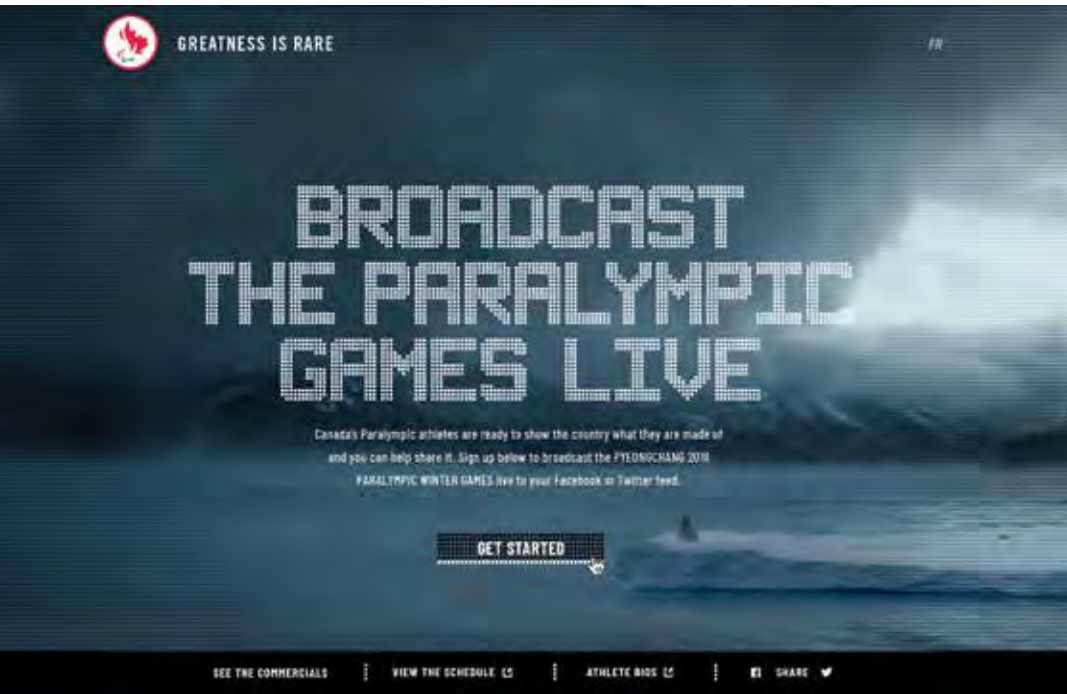 GREATNESS IS RARE
FR
BROADCAST
THE PARALYMPIC
GAMES LIVE
Canada's Paralympic athletes are ready to show the country what they are made of
and you can help share it. Sign up below to broadcast the PYEONGCHANG 2018
PARALYMPIC WINTER GAMES live to your Facebook or Twitter feed.
GET STARTED
SEE THE COMMERCIALS VIEW THE SCHEDULE ATHLETE BIOS SHARE